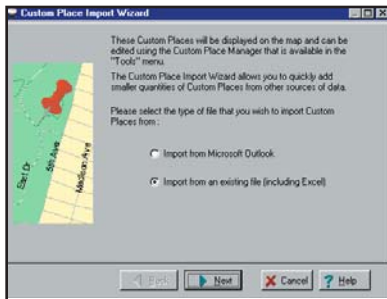 Custom Place Import Wizard
These Custom Places will be displayed on the map and can be
edited using the Custom Place Manager that is available in the
"Tools" menu.
The Custom Place Import Wizard allows you to quickly add
smaller quantities of Custom Places from other sources of data.
Please select the type of file that you wish to import Custom
Places from :
Import from Microsoft Outlook
Import from an existing file (including Excel)
East Dr
5th Ave
Madison Ave
Back
Next
Cancel
? Help